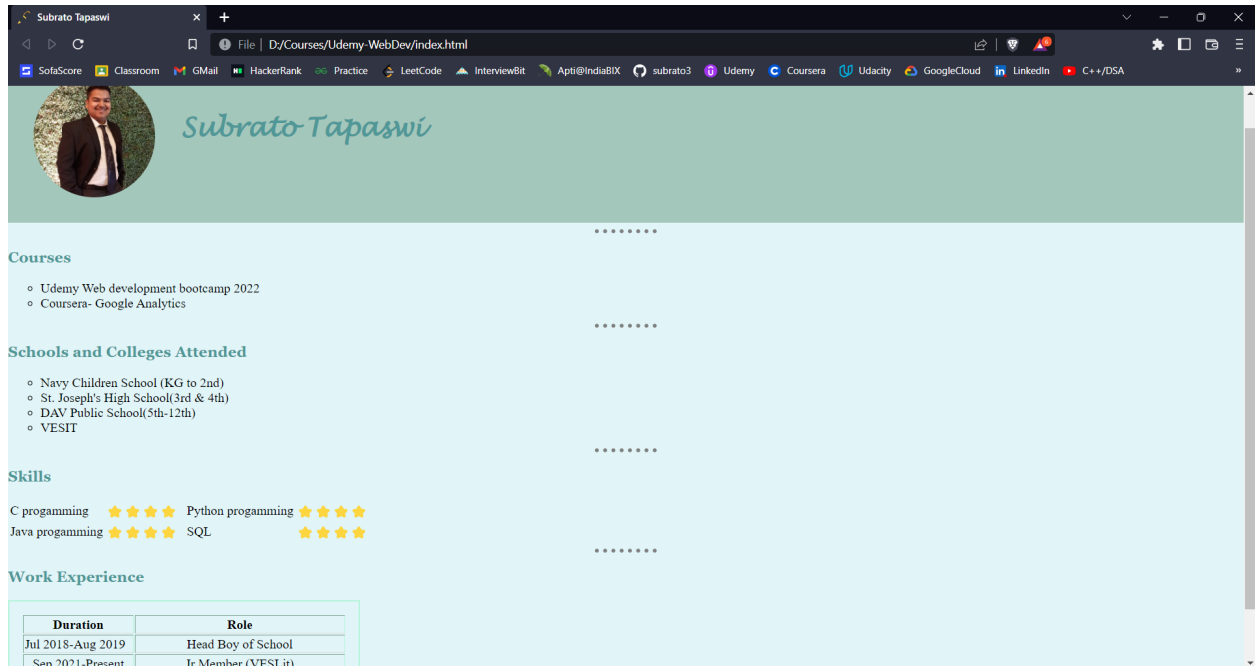 Subrato Tapaswi
File | D:/Courses/Udemy-WebDev/index.html
6
SofaScore Classroom GMail HackerRank Practice LeetCode InterviewBit Apti@IndiaBIX subrato3 Udemy Coursera Udacity GoogleCloud LinkedIn C++/DSA »
Subrato Tapaswi
Courses
Udemy Web development bootcamp 2022
Coursera- Google Analytics
Schools and Colleges Attended
Navy Children School (KG to 2nd)
St. Joseph's High School(3rd & 4th)
DAV Public School(5th-12th)
VESIT
Skills
C progamming Python progamming
Java progamming SQL
Work Experience
Duration Role
Jul 2018-Aug 2019 Head Boy of School
Sep 2021-Present Jr Member (VESLit)